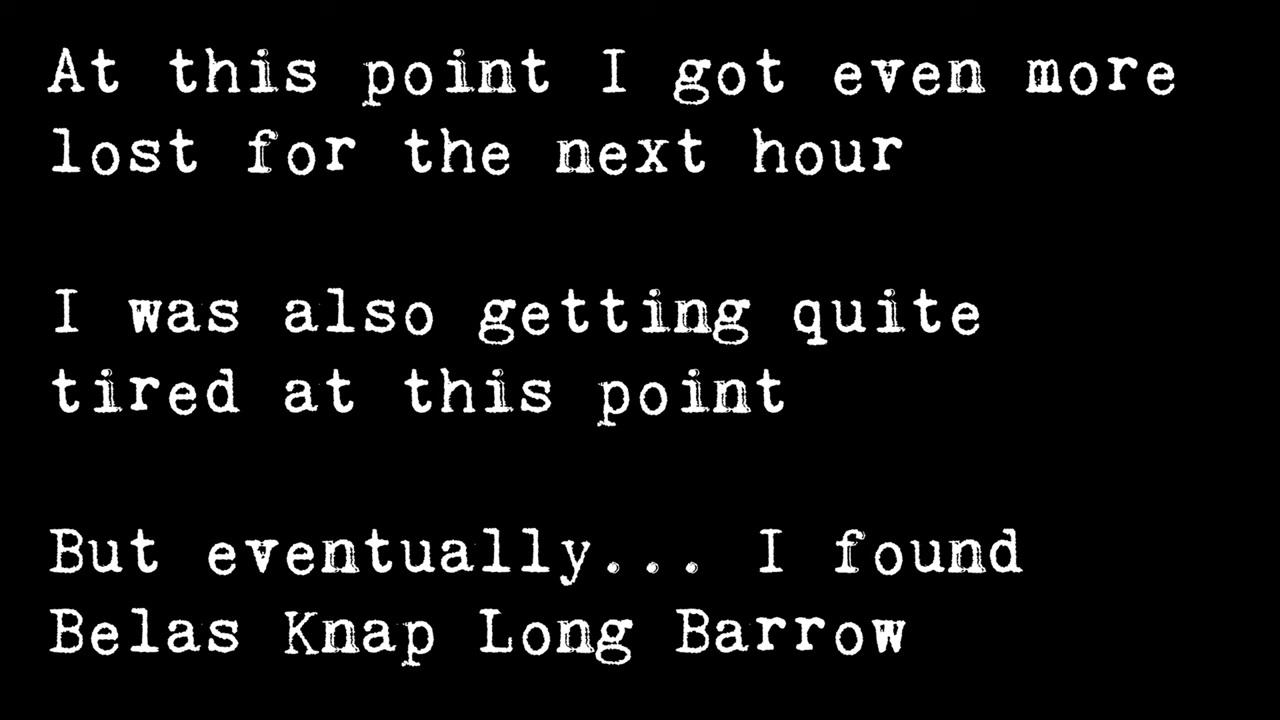 At this point I got even more
lost for the next hour
I was also getting quite
tired at this point
But eventually... I found
Belas Knap Long Barrow